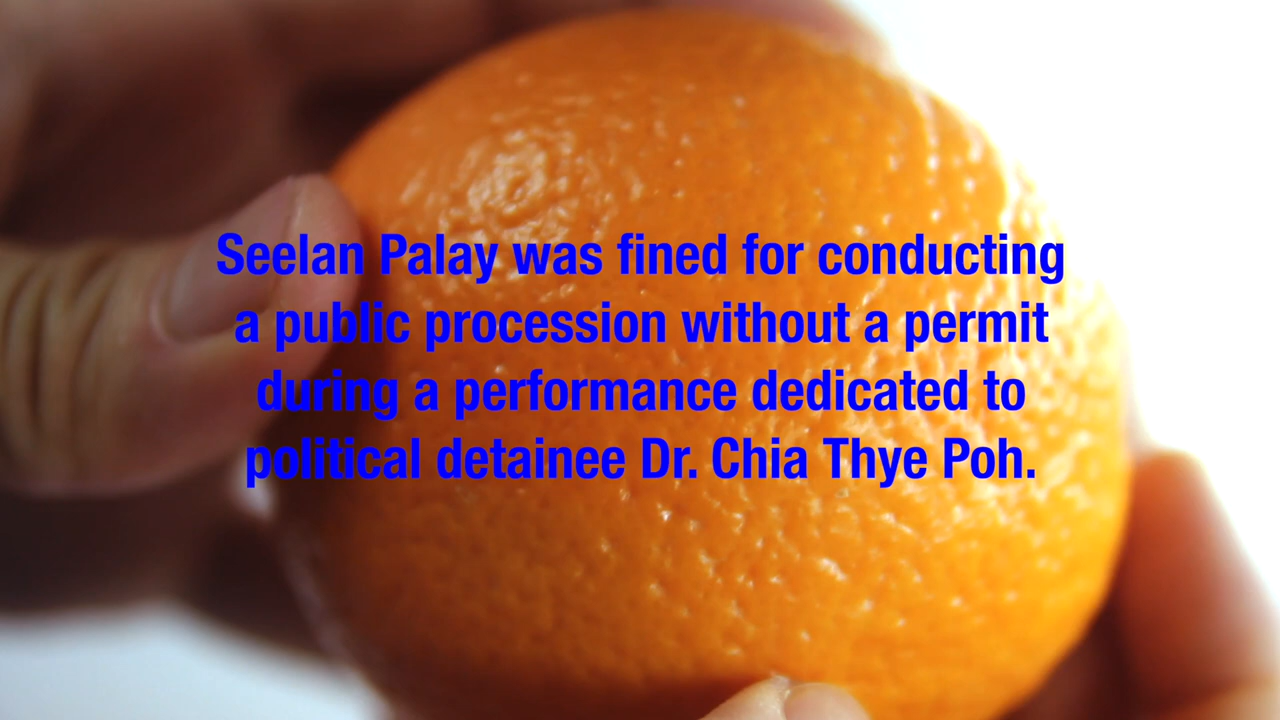 Seelan Palay was fined for conducting
a public procession without a permit
during a performance dedicated to
political detainee Dr. Chia Thye Poh.